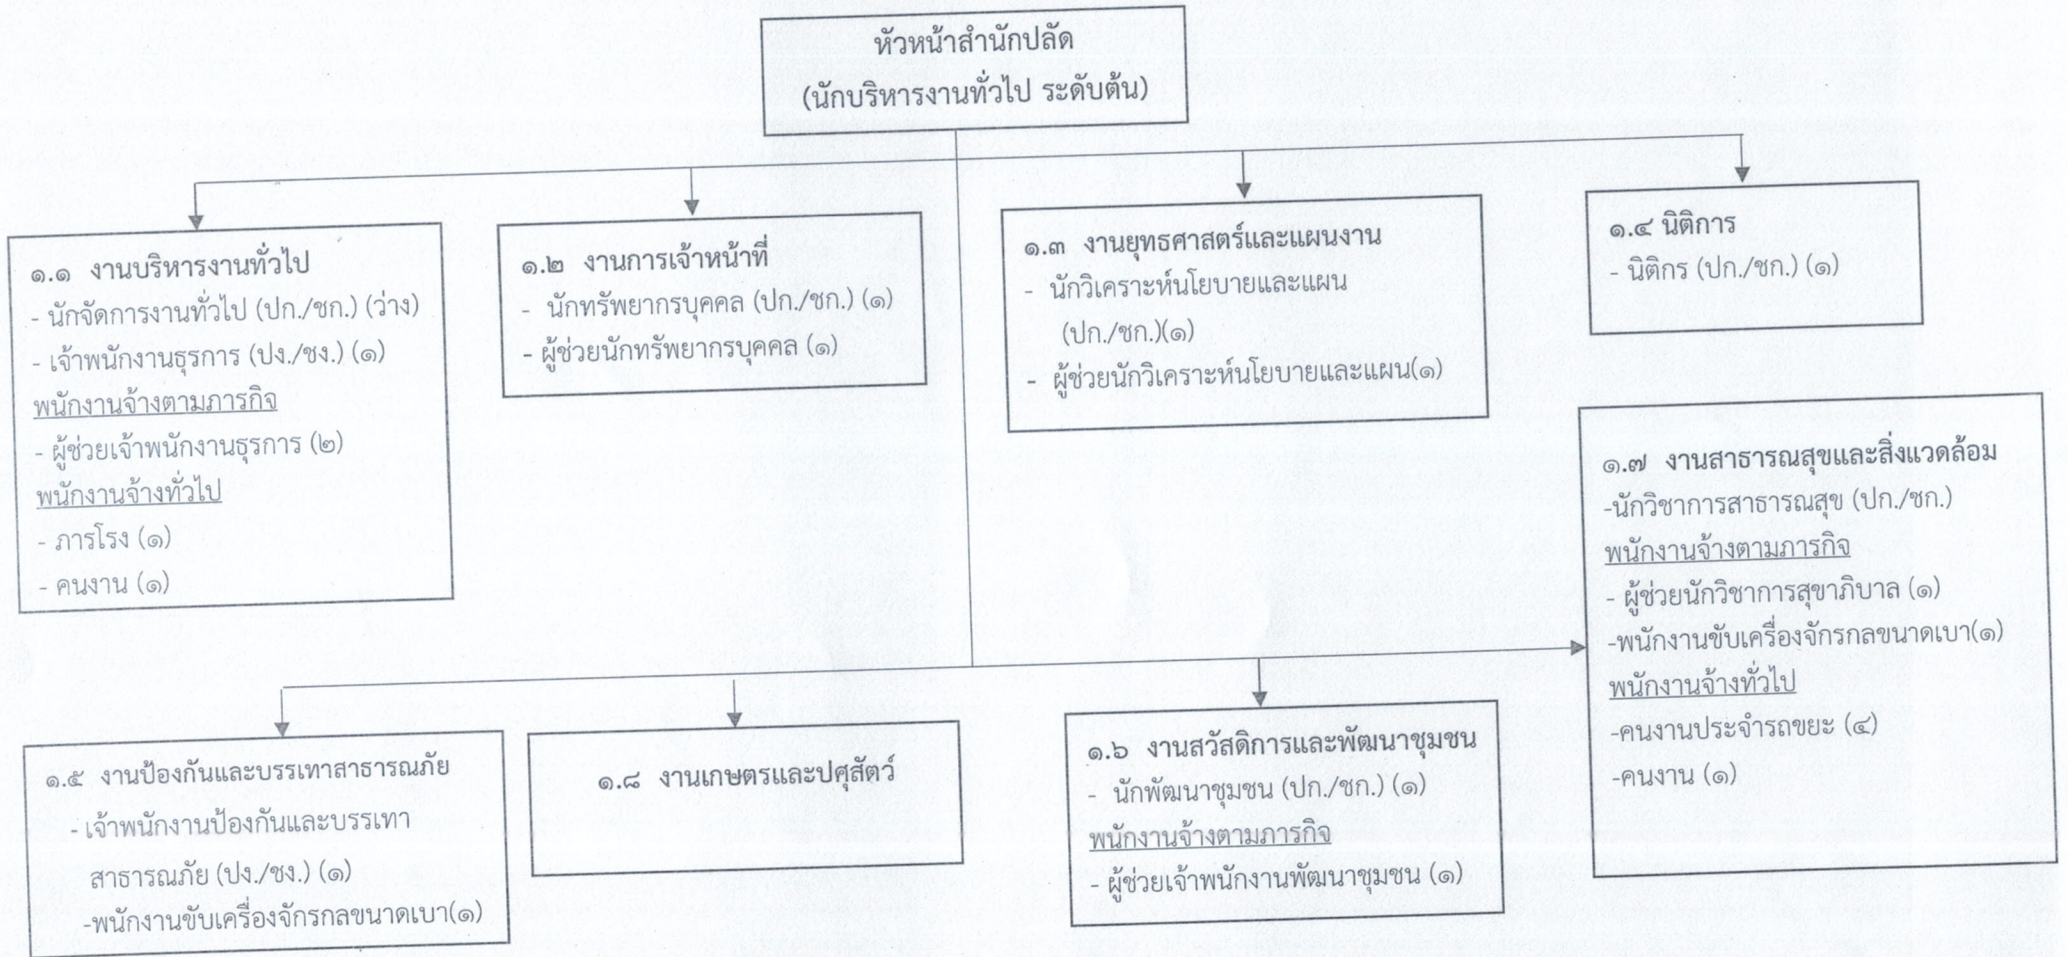 หัวหน้าสำนักปลัด
(นักบริหารงานทั่วไป ระดับต้น)
๑.๑ งานบริหารงานทั่วไป
- นักจัดการงานทั่วไป (ปก./ชก.) (ว่าง)
- เจ้าพนักงานธุรการ (ปง./ชง.) (๑)
พนักงานจ้างตามภารกิจ
- ผู้ช่วยเจ้าพนักงานธุรการ (๒)
พนักงานจ้างทั่วไป
- ภารโรง (๑)
- คนงาน (๑)
๑.๒ งานการเจ้าหน้าที่
- นักทรัพยากรบุคคล (ปก./ชก.) (๑)
- ผู้ช่วยนักทรัพยากรบุคคล (๑)
๑.๓ งานยุทธศาสตร์และแผนงาน
- นักวิเคราะห์นโยบายและแผน
(ปก./ชก.)(๑)
- ผู้ช่วยนักวิเคราะห์นโยบายและแผน(๑)
๑.๔ นิติการ
- นิติกร (ปก./ชก.) (๑)
๑.๕ งานป้องกันและบรรเทาสาธารณภัย
- เจ้าพนักงานป้องกันและบรรเทา
สาธารณภัย (ปง./ชง.) (๑)
-พนักงานขับเครื่องจักรกลขนาดเบา(๑)
๑.๘ งานเกษตรและปศุสัตว์
๑.๖ งานสวัสดิการและพัฒนาชุมชน
- นักพัฒนาชุมชน (ปก./ชก.) (๑)
พนักงานจ้างตามภารกิจ
- ผู้ช่วยเจ้าพนักงานพัฒนาชุมชน (๑)
๑.๗ งานสาธารณสุขและสิ่งแวดล้อม
-นักวิชาการสาธารณสุข (ปก./ชก.)
พนักงานจ้างตามภารกิจ
- ผู้ช่วยนักวิชาการสุขาภิบาล (๑)
-พนักงานขับเครื่องจักรกลขนาดเบา(๑)
พนักงานจ้างทั่วไป
-คนงานประจำรถขยะ (๔)
-คนงาน (๑)